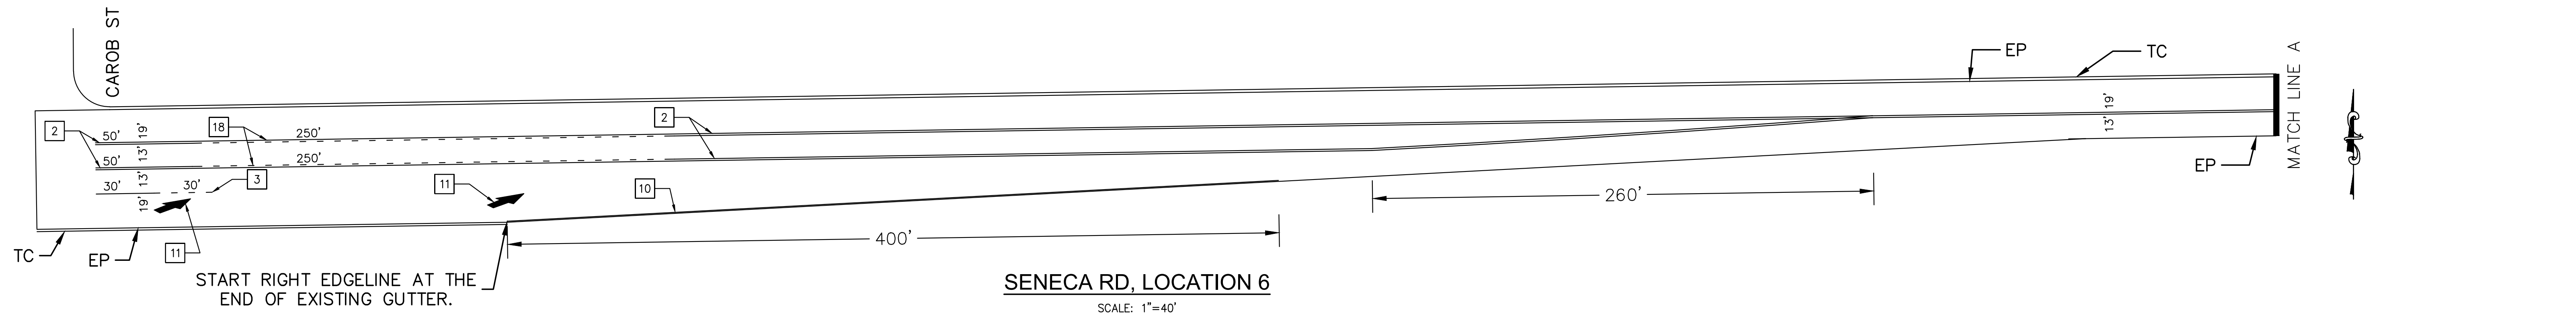 CAROB ST
EP
TC
MATCH LINE A
2
50'
19'
18
250'
2
19'
13'
50'
13'
250'
13'
30'
30'
3
11
10
11
19'
260'
EP
TC
EP
11
400'
START RIGHT EDGELINE AT THE
END OF EXISTING GUTTER.
SENECA RD, LOCATION 6
SCALE: 1"=40'